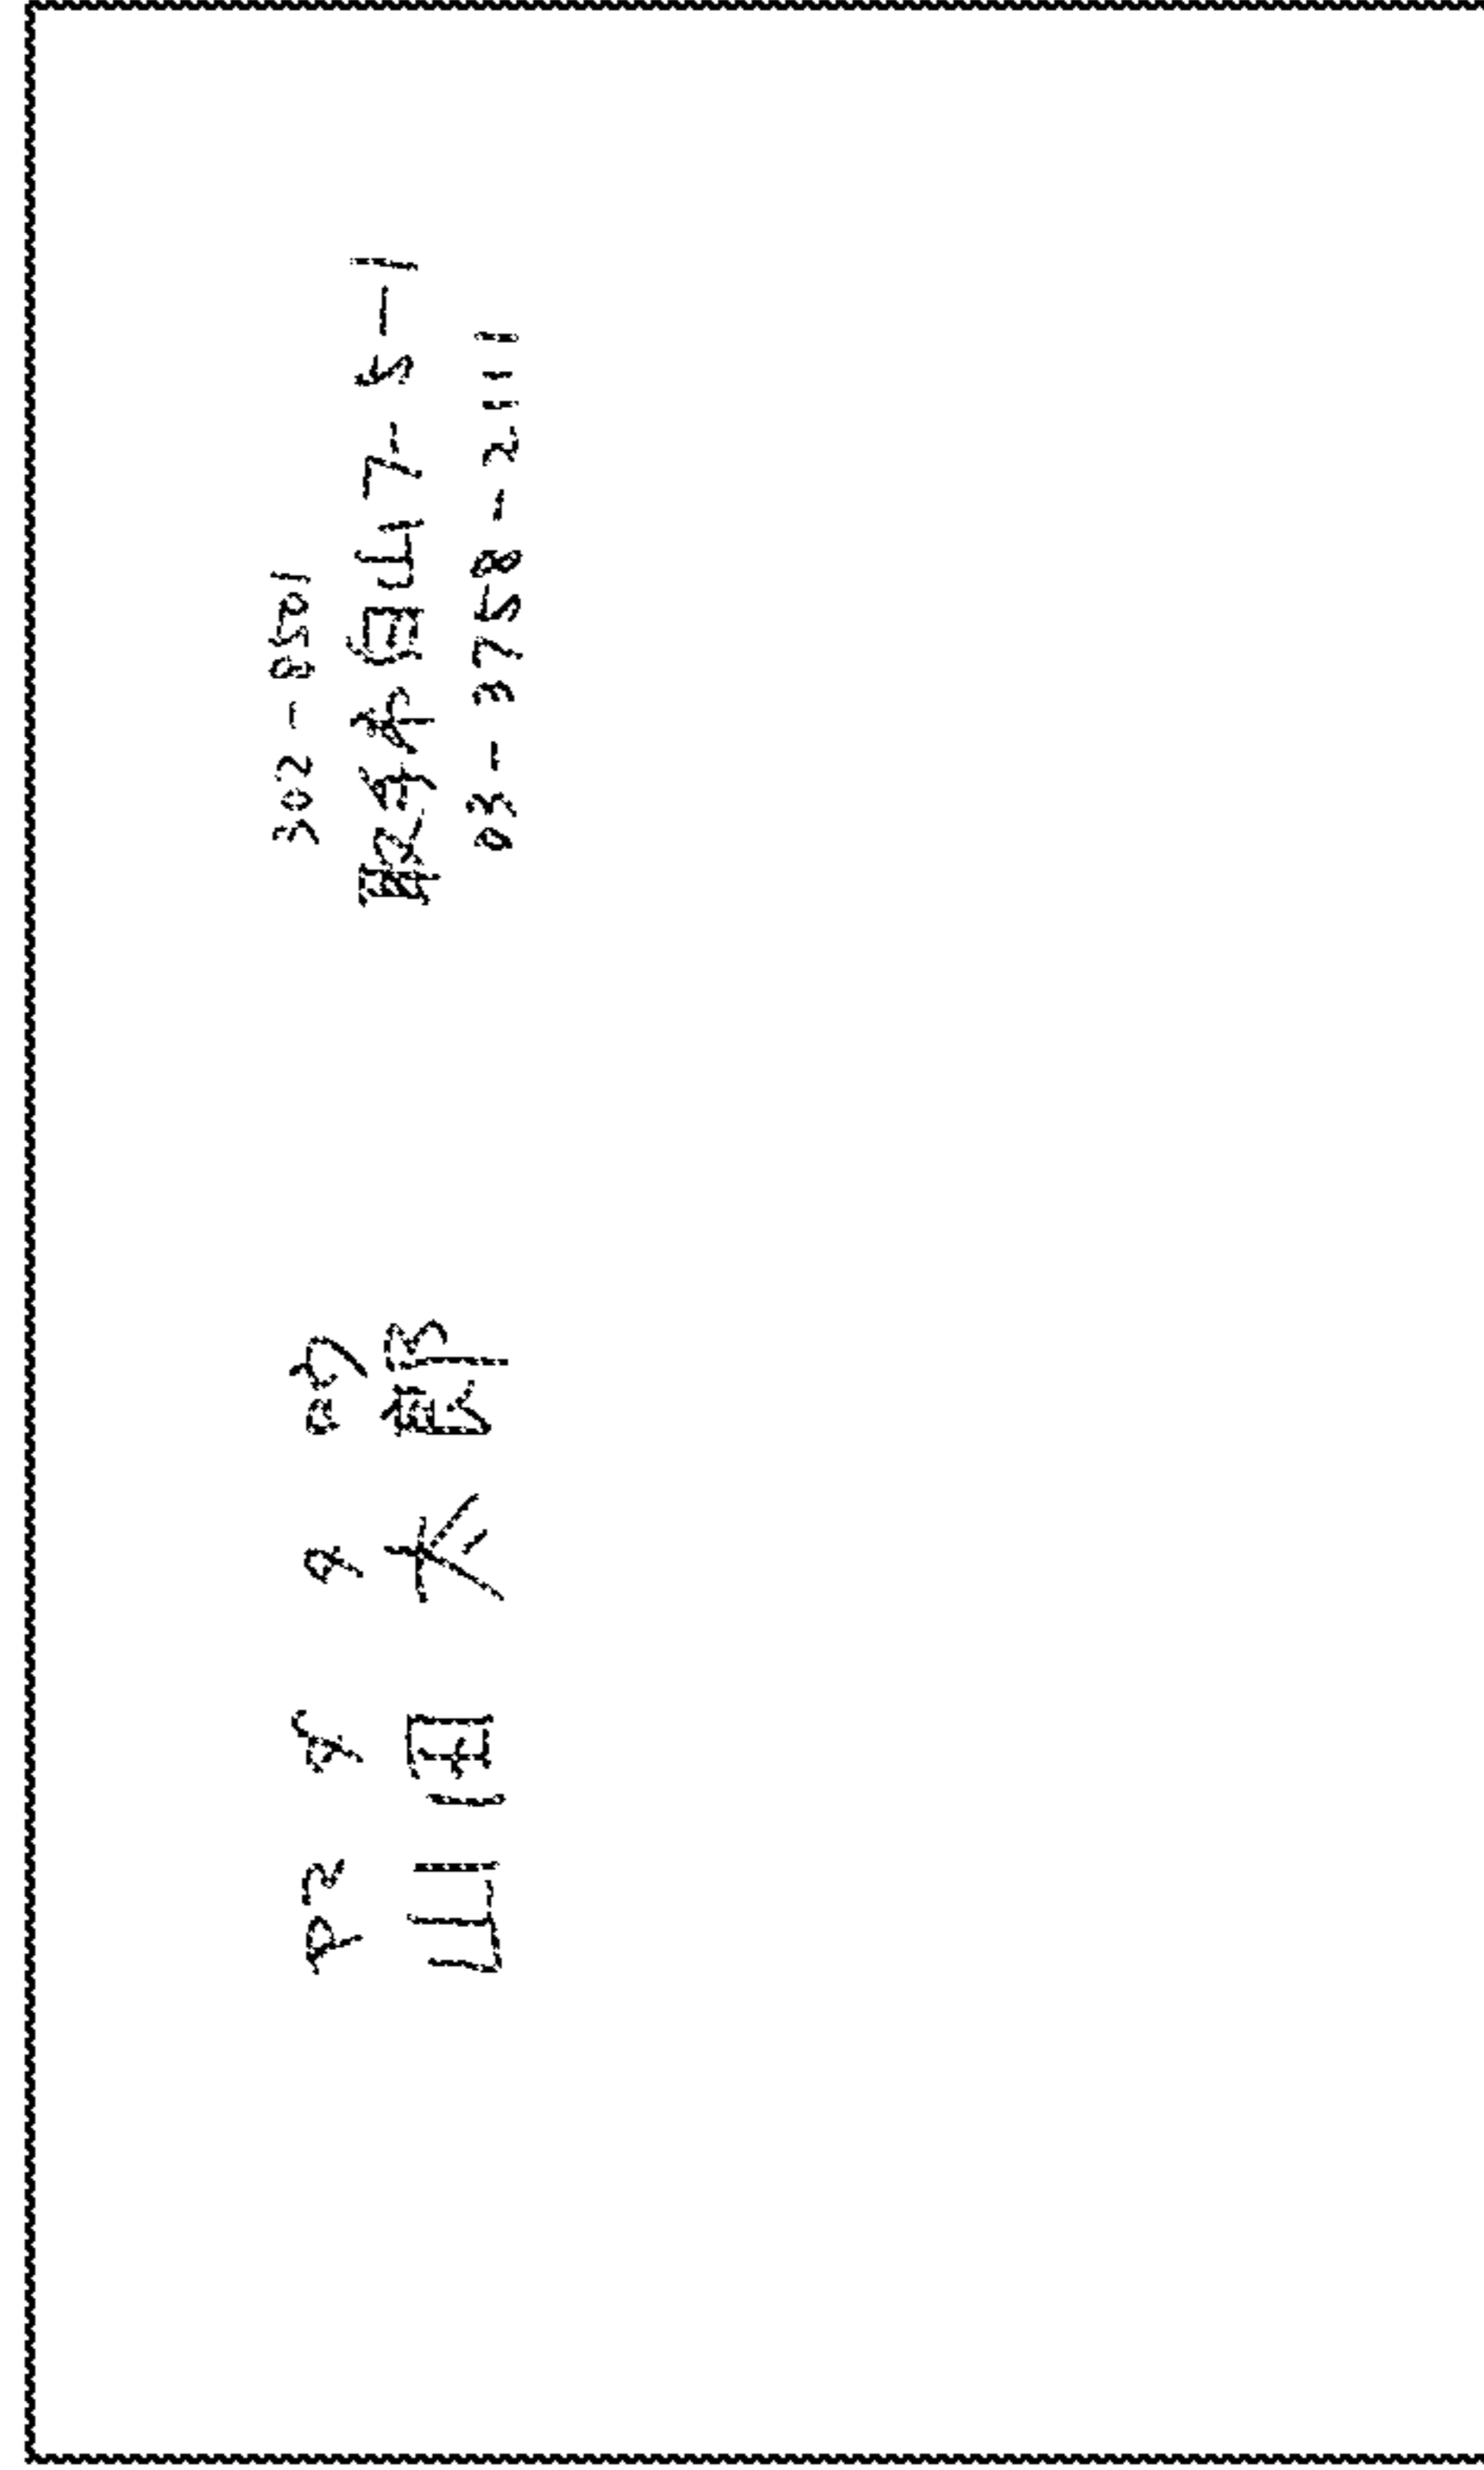 ヤマ ダ タ ロウ
山 田 太 郎
302-8501
取手市白山7-5-1
03-3758-2111